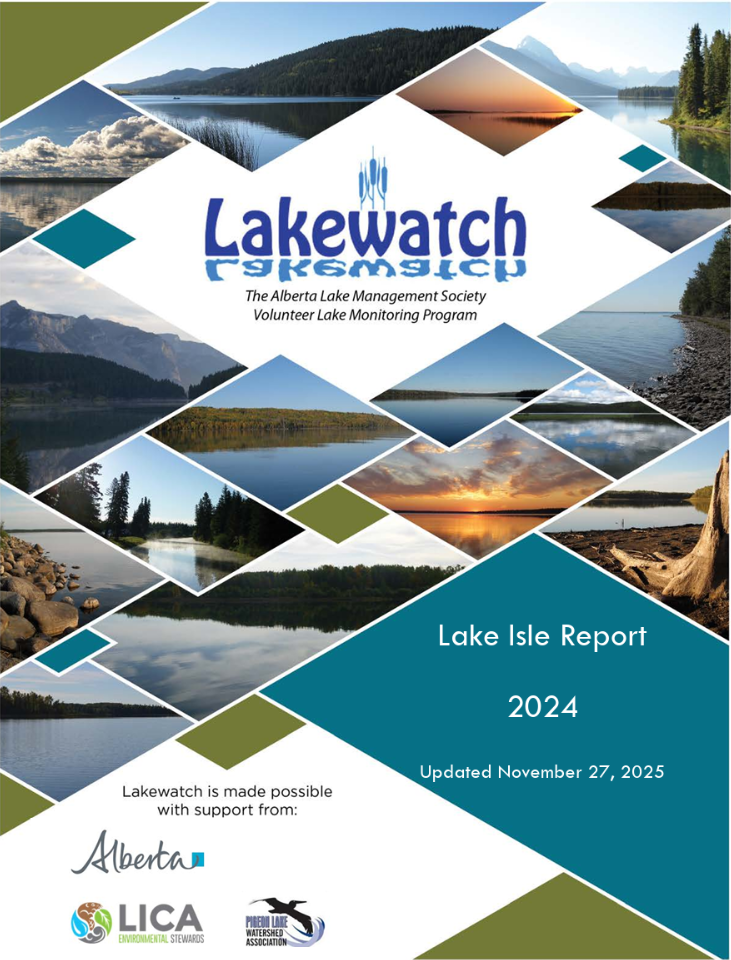 Lakewatch
The Alberta Lake Management Society
Volunteer Lake Monitoring Program
Lake Isle Report
2024
Updated November 27, 2025
Lakewatch is made possible
with support from:
Alberta
LICA
ENVIRONMENTAL STEWARDS
PIGEON LAKE
WATERSHED
ASSOCIATION